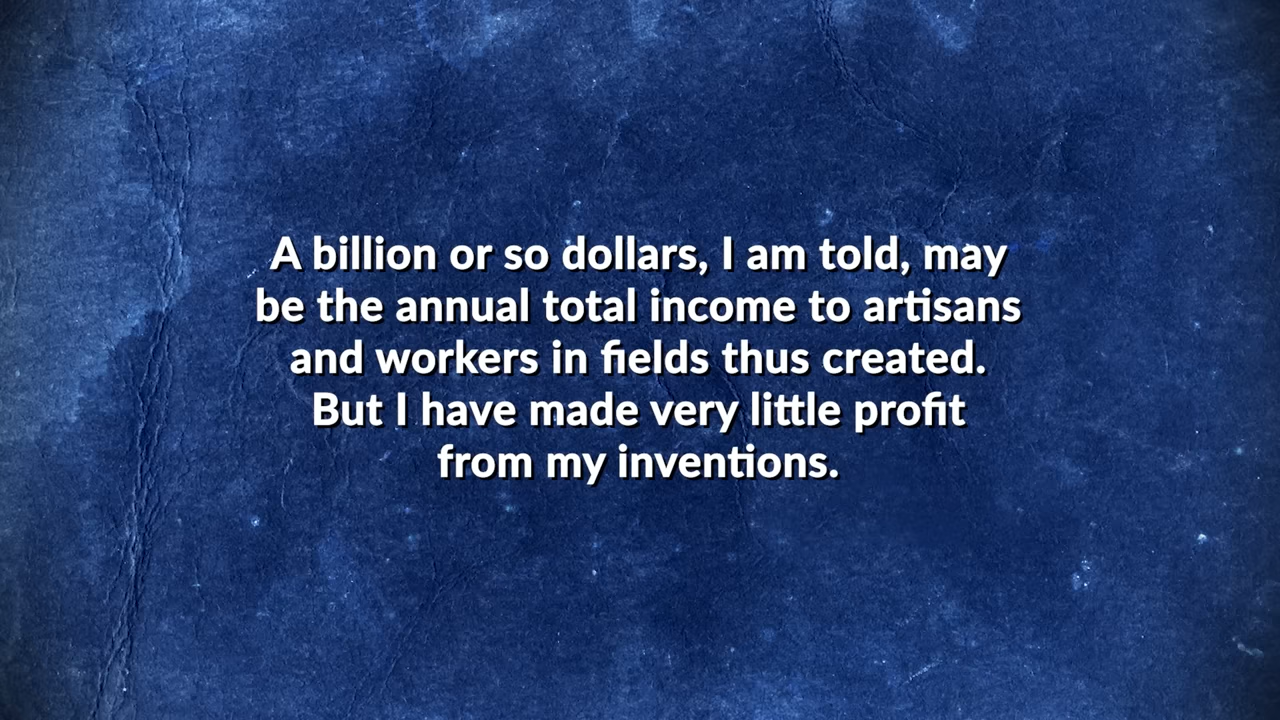 A billion or so dollars, I am told, may
be the annual total income to artisans
and workers in fields thus created.
But I have made very little profit
from my inventions.